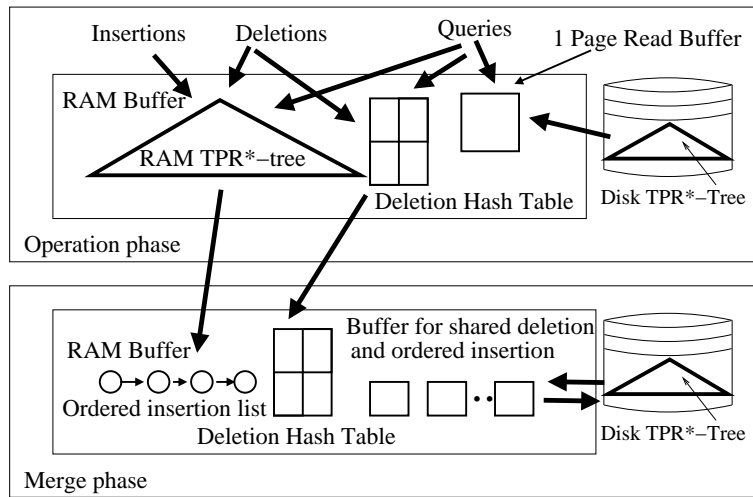 Insertions
Deletions
Queries
1 Page Read Buffer
RAM Buffer
RAM TPR*−tree
Deletion Hash Table
Disk TPR*−Tree
Operation phase
RAM Buffer
Buffer for shared deletion
and ordered insertion
Ordered insertion list
Deletion Hash Table
Disk TPR*−Tree
Merge phase